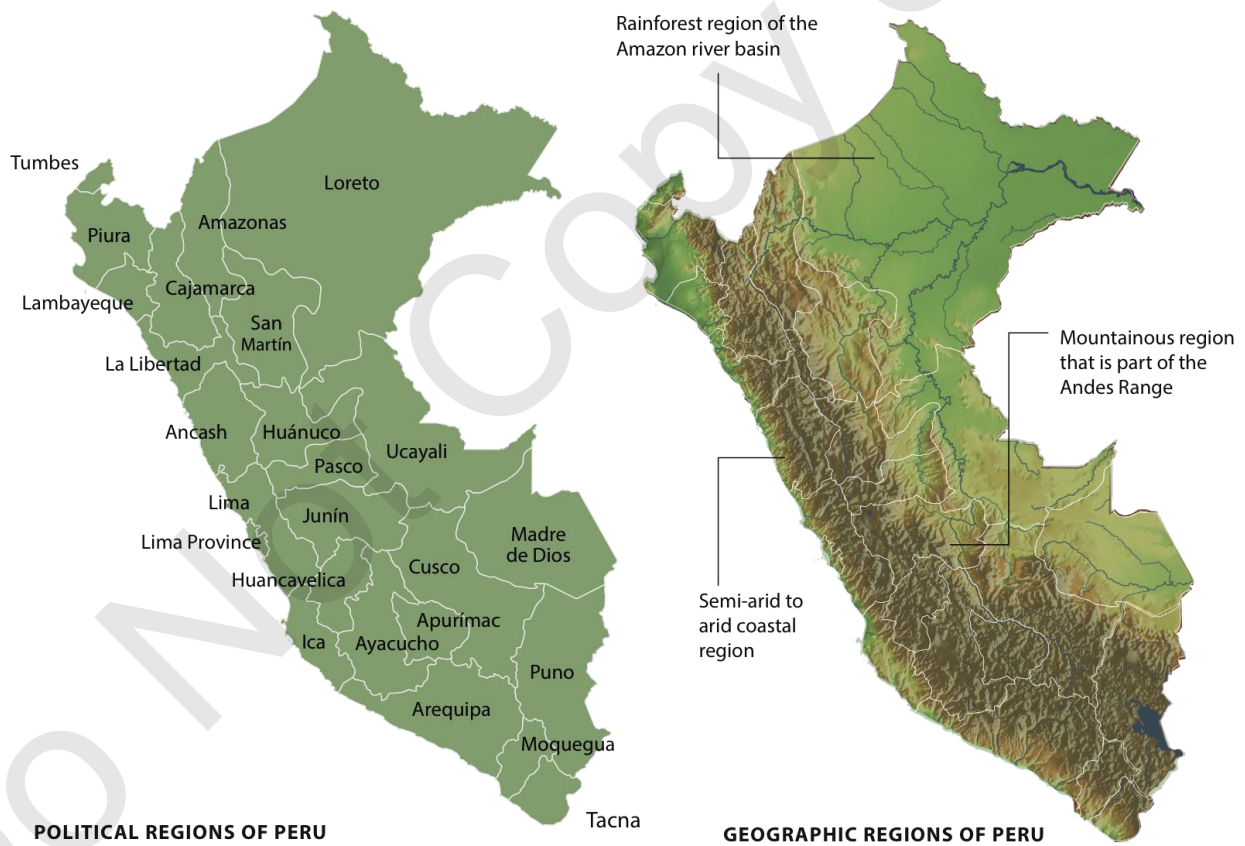 Tumbes
Loreto
Piura
Amazonas
Lambayeque
Cajamarca
San
Martín
La Libertad
Ancash
Huánuco
Ucayali
Pasco
Lima
Junín
Lima Province
Madre
de Dios
Cusco
Huancavelica
Apurímac
Ica
Ayacucho
Puno
Arequipa
Moquegua
Tacna
POLITICAL REGIONS OF PERU
Rainforest region of the
Amazon river basin
Mountainous region
that is part of the
Andes Range
Semi-arid to
arid coastal
region
GEOGRAPHIC REGIONS OF PERU
Not Copy